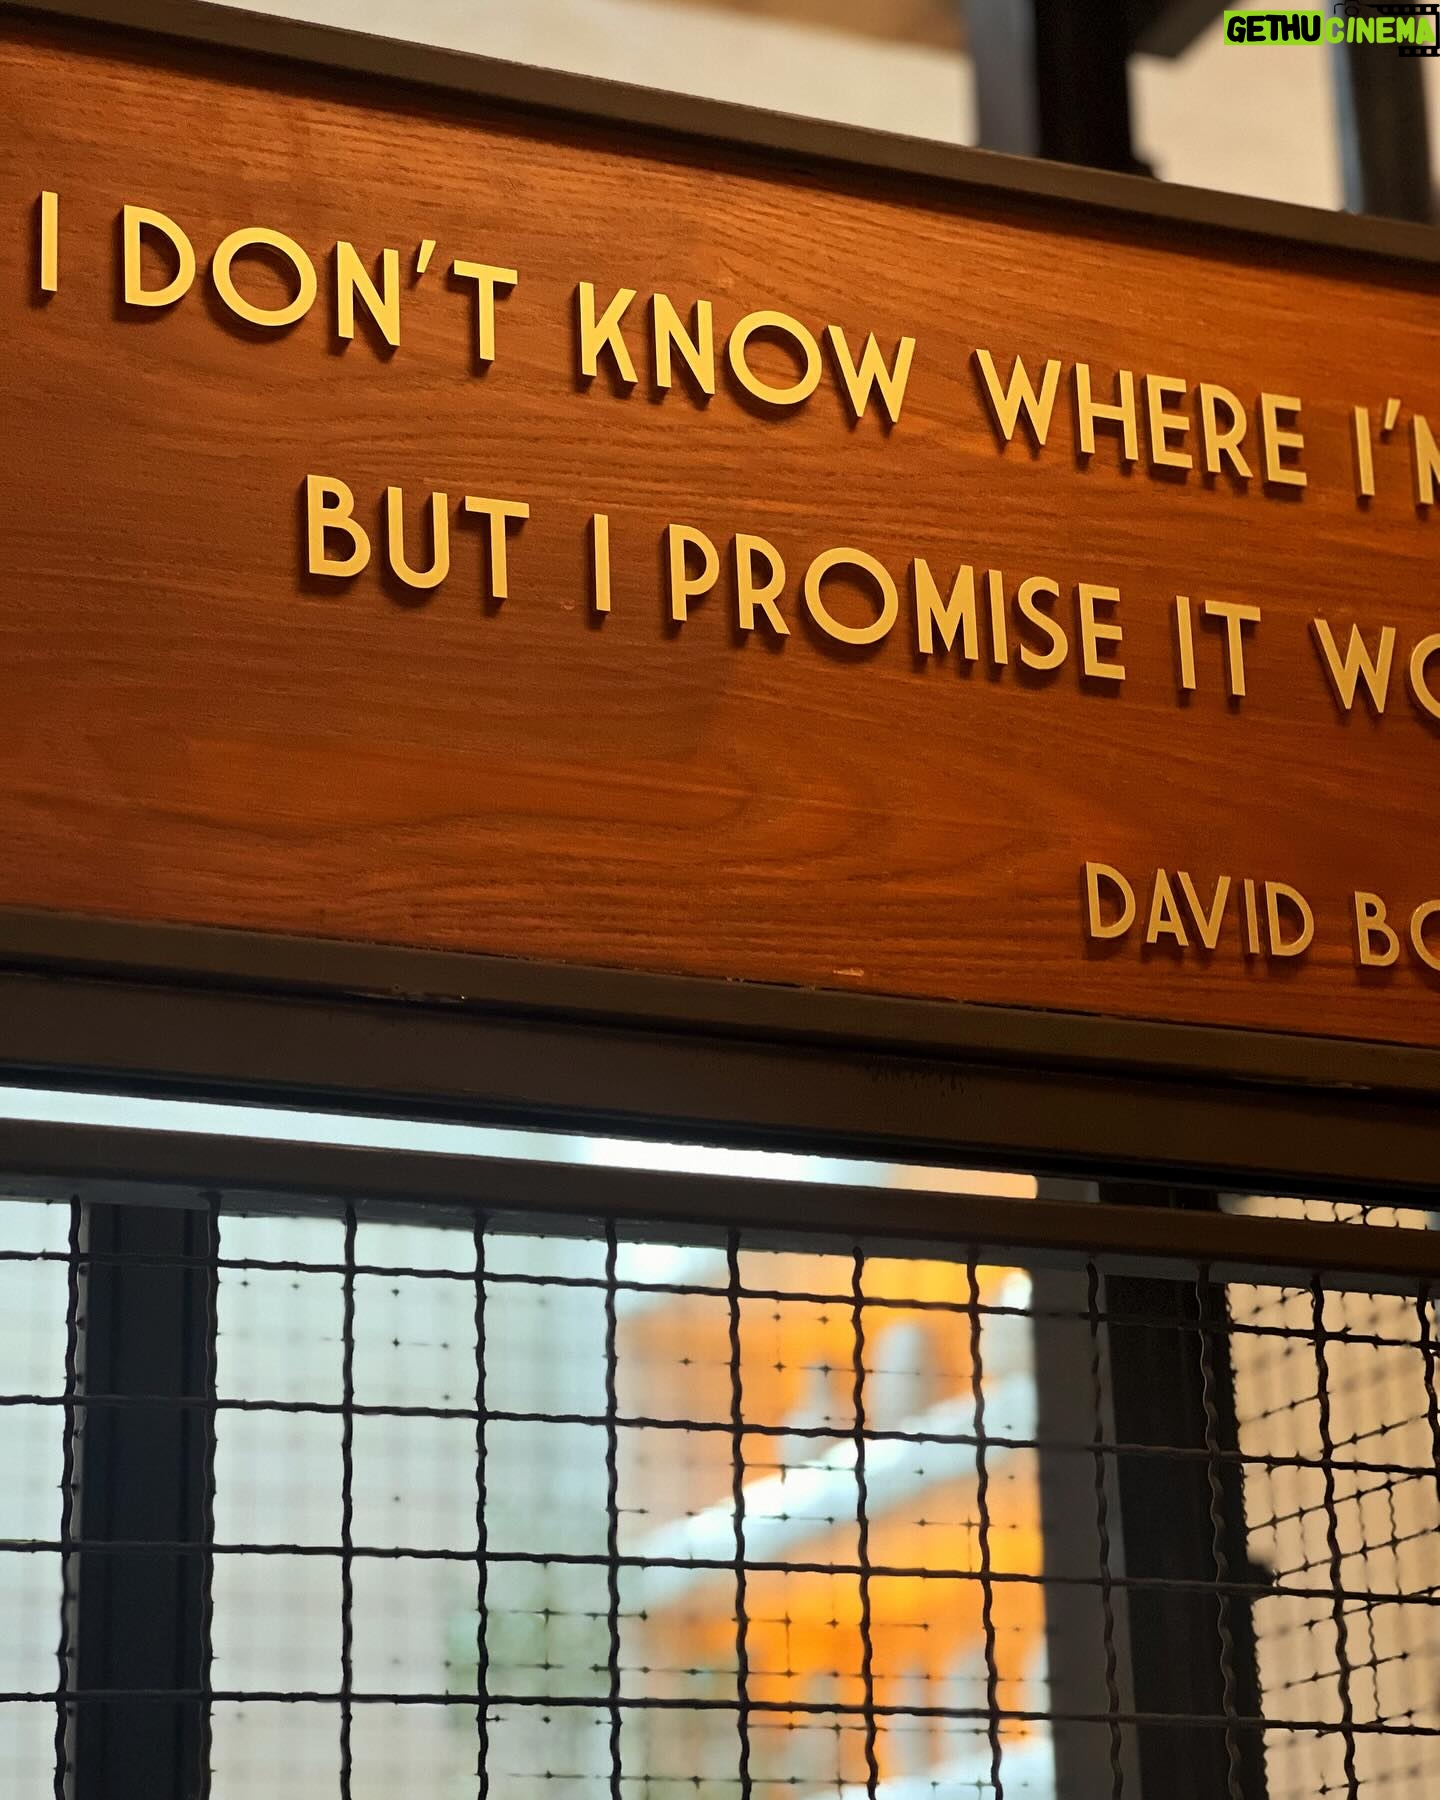 GETHU CINEMA
I DON'T KNOW WHERE I'M
BUT I PROMISE IT
DAVID